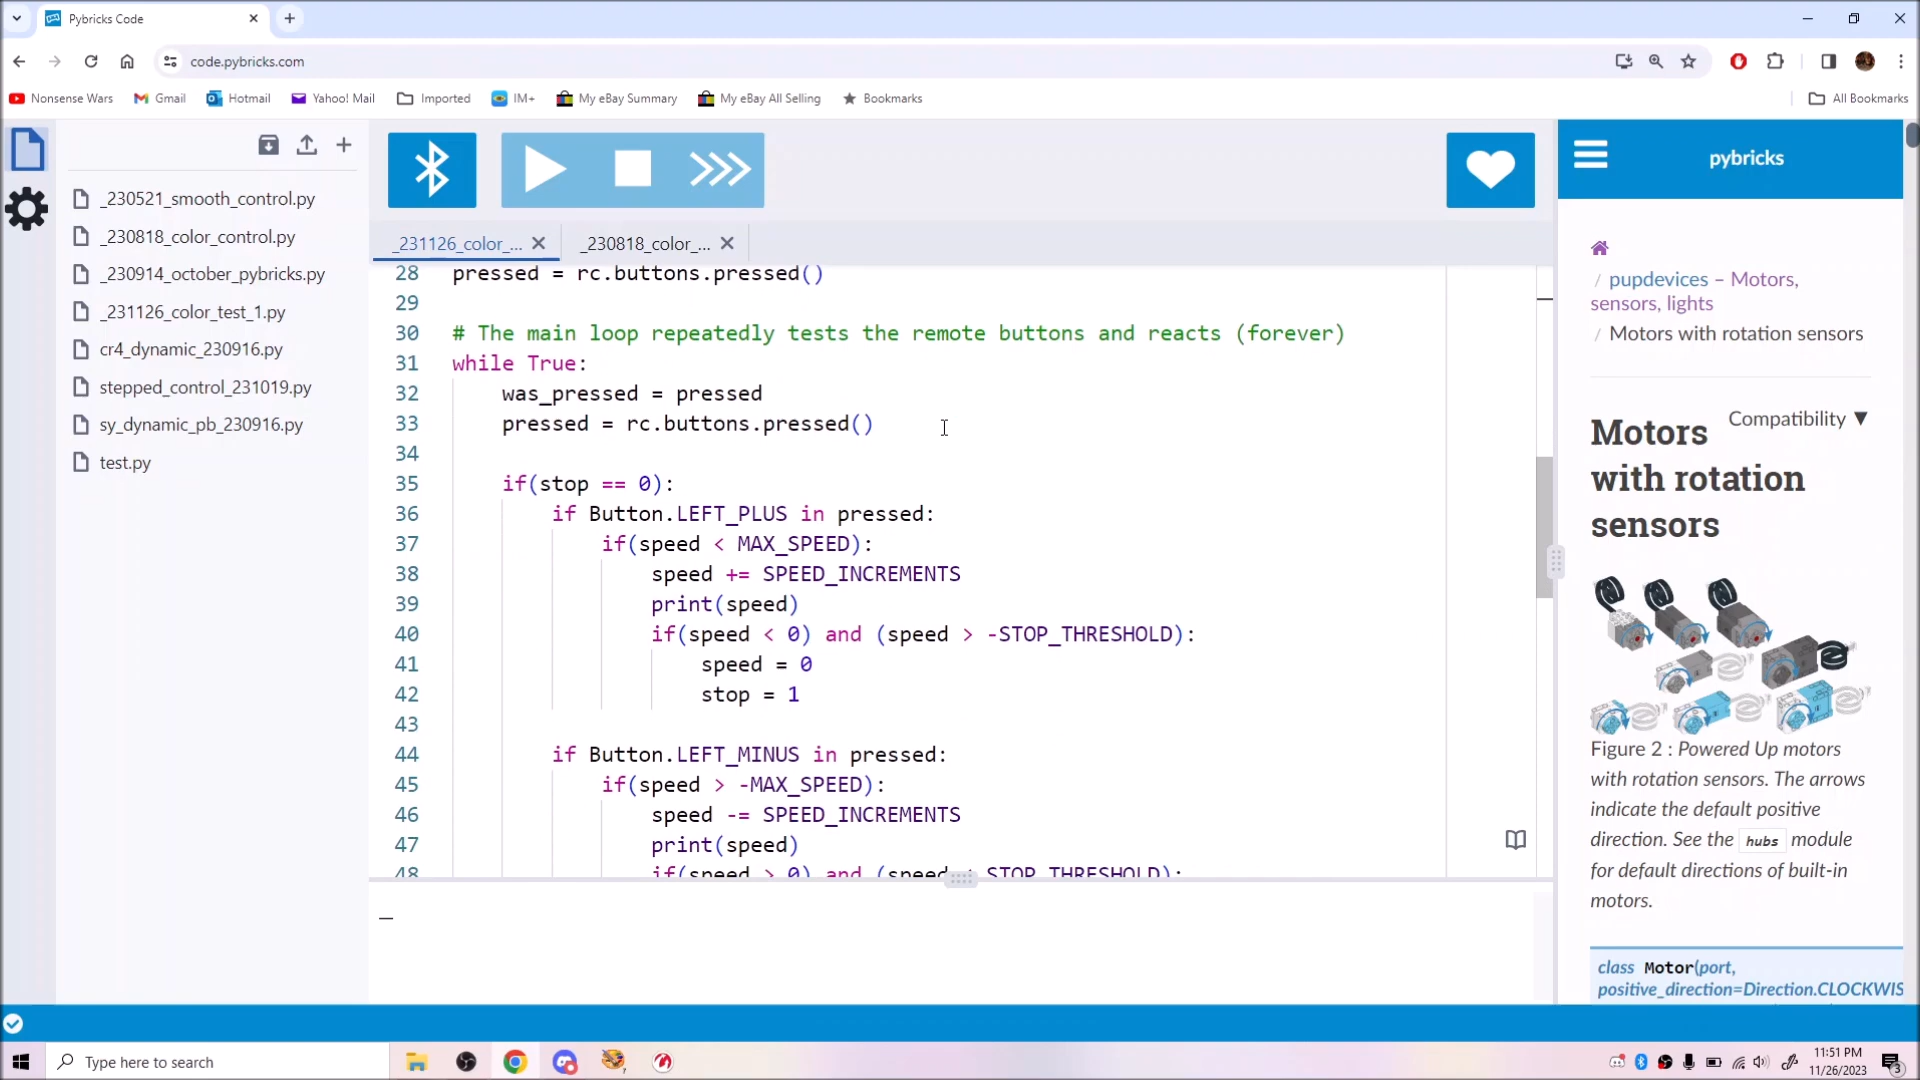 Pybricks Code
code.pybricks.com
Nonsense Wars
Gmail
Hotmail
Yahoo! Mail
Imported
IM+
My eBay Summary
My eBay All Selling
Bookmarks
All Bookmarks
_230521_smooth_control.py
_230818_color_control.py
_230914_october_pybricks.py
_231126_color_test_1.py
cr4_dynamic_230916.py
stepped_control_231019.py
sy_dynamic_pb_230916.py
test.py
_231126_color_...
_230818_color_...
28 pressed = rc.buttons.pressed()
29
30 # The main loop repeatedly tests the remote buttons and reacts (forever)
31 while True:
32 was_pressed = pressed
33 pressed = rc.buttons.pressed()
34
35 if(stop == 0):
36 if Button.LEFT_PLUS in pressed:
37 if(speed < MAX_SPEED):
38 speed += SPEED_INCREMENTS
39 print(speed)
40 if(speed < 0) and (speed > -STOP_THRESHOLD):
41 speed = 0
42 stop = 1
43
44 if Button.LEFT_MINUS in pressed:
45 if(speed > -MAX_SPEED):
46 speed -= SPEED_INCREMENTS
47 print(speed)
48 if(speed > 0) and (speed < STOP_THRESHOLD):
pybricks
/ pupdevices – Motors,
sensors, lights
/ Motors with rotation sensors
Compatibility ▼
Motors
with rotation
sensors
Figure 2 : Powered Up motors
with rotation sensors. The arrows
indicate the default positive
direction. See the hubs module
for default directions of built-in
motors.
class Motor(port,
positive_direction=Direction.CLOCKWIS
Type here to search
11:51 PM
11/26/2023
3